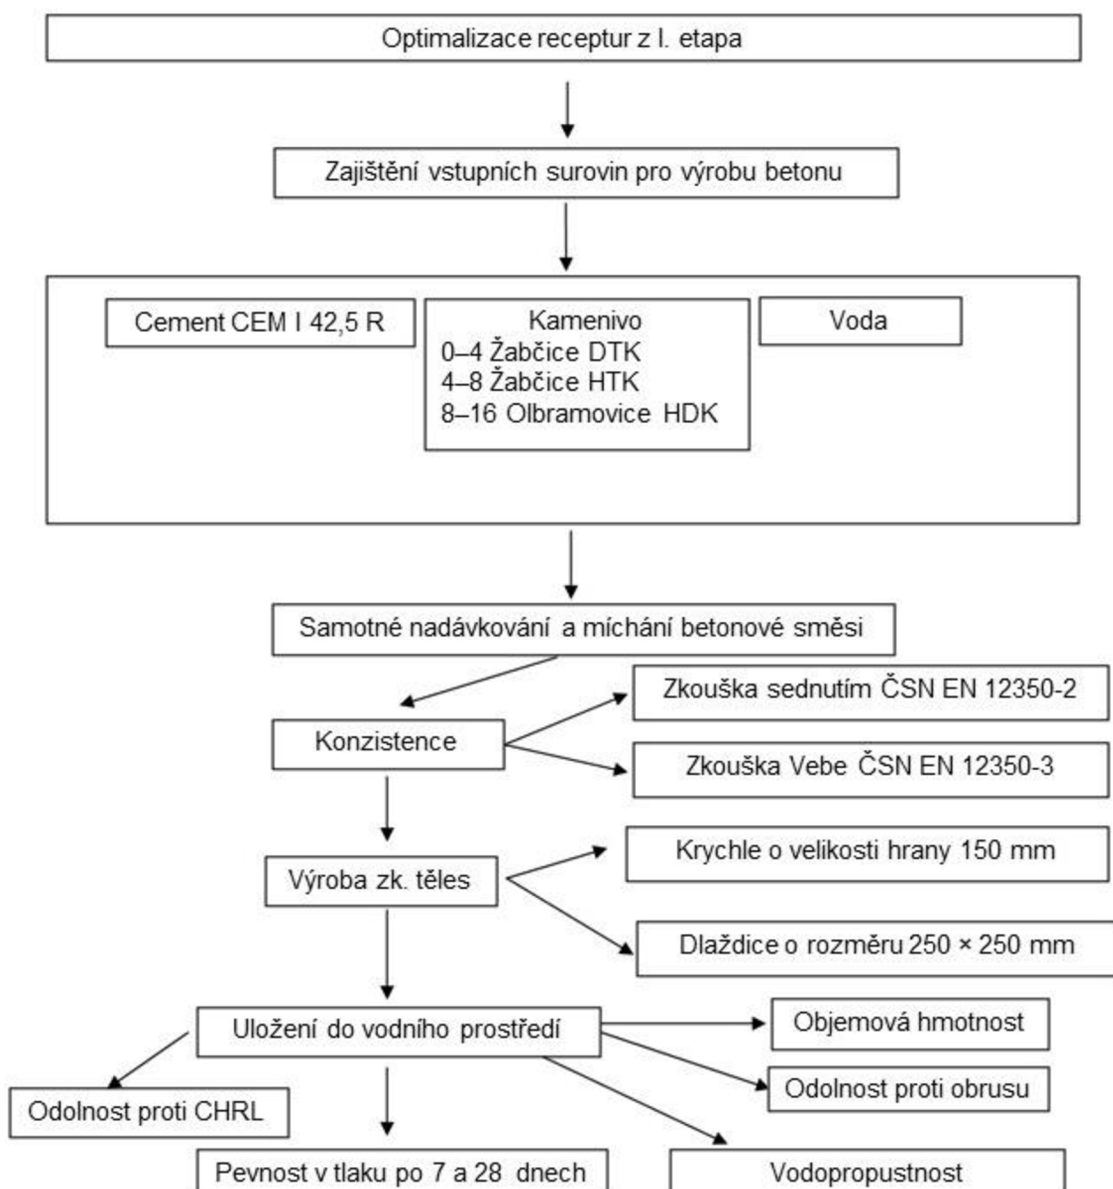 Optimalizace receptur z I. etapa
Zajištění vstupních surovin pro výrobu betonu
Cement CEM I 42,5 R
Kamenivo
0–4 Žabčice DTK
4–8 Žabčice HTK
8–16 Olbramovice HDK
Voda
Samotné nadávkování a míchání betonové směsi
Zkouška sednutím ČSN EN 12350-2
Konzistence
Zkouška Vebe ČSN EN 12350-3
Krychle o velikosti hrany 150 mm
Výroba zk. těles
Dlaždice o rozměru 250 × 250 mm
Uložení do vodního prostředí
Objemová hmotnost
Odolnost proti obrusu
Odolnost proti CHRL
Pevnost v tlaku po 7 a 28 dnech
Vodopropustnost